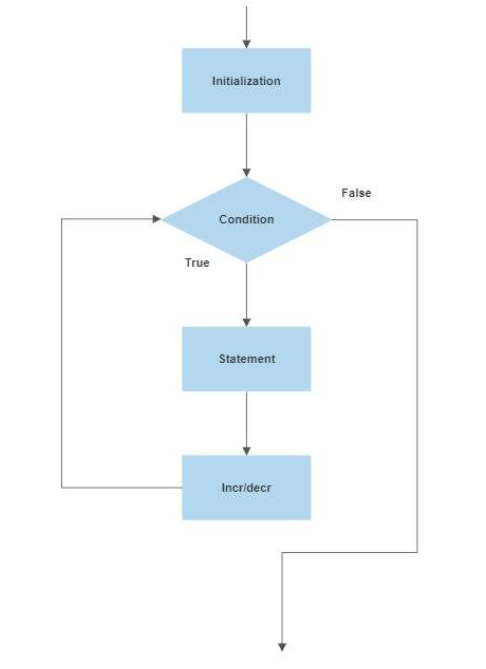 Initialization
False
Condition
True
Statement
Incr/decr